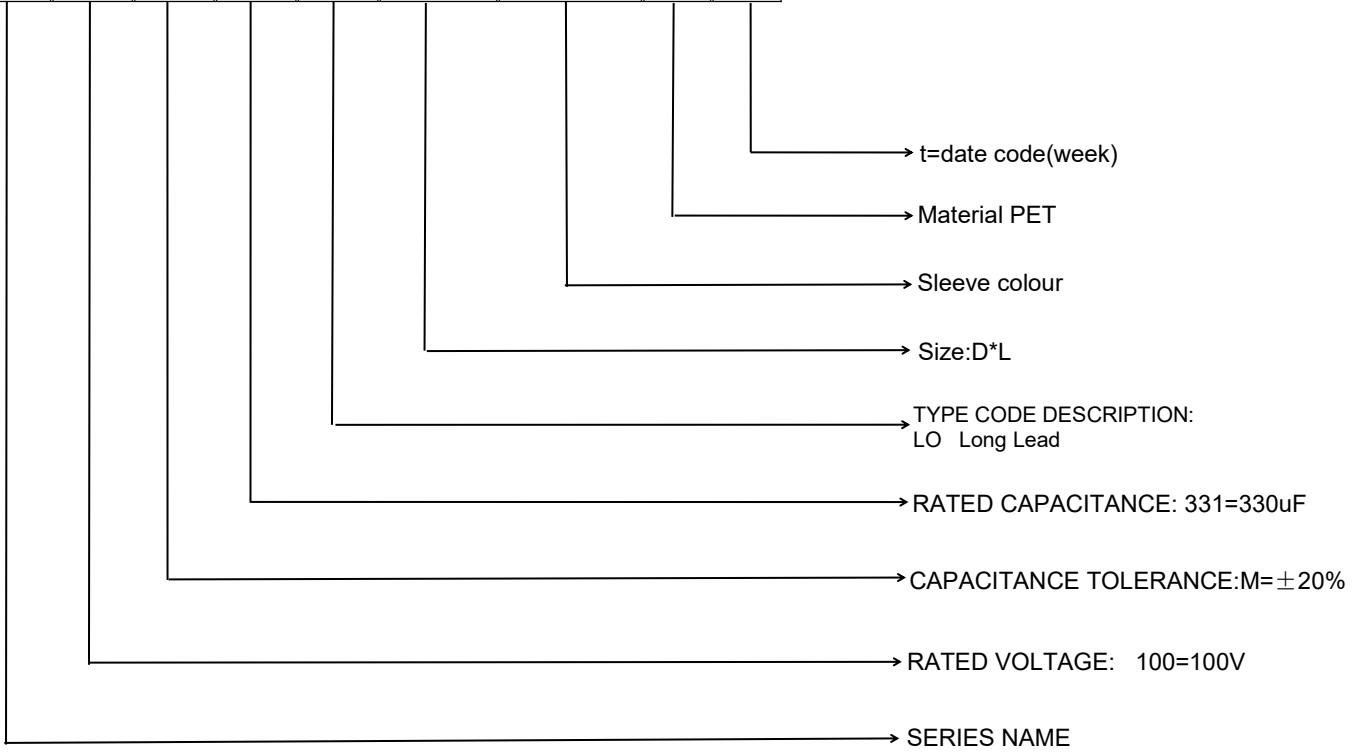 t=date code(week)
Material PET
Sleeve colour
Size:D*L
TYPE CODE DESCRIPTION:
LO Long Lead
RATED CAPACITANCE: 331=330uF
CAPACITANCE TOLERANCE:M=±20%
RATED VOLTAGE: 100=100V
SERIES NAME